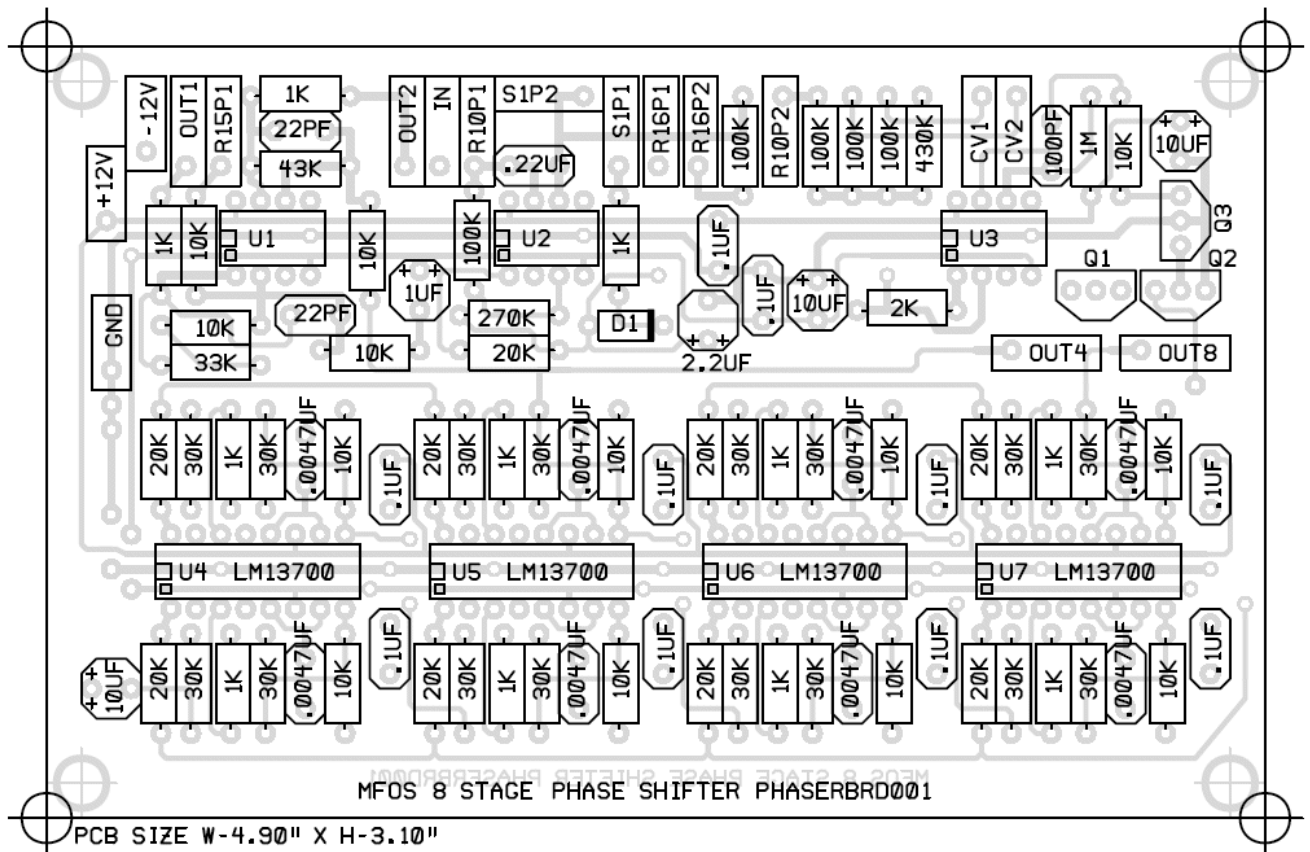 -12V
OUT1
R15P1
1K
22PF
43K
OUT2
IN
R10P1
S1P2
.22UF
S1P1
R16P1
R16P2
100K
R10P2
100K
100K
100K
430K
CV1
CV2
100PF
1M
10K
10UF
+12V
1K
10K
U1
10K
100K
U2
1K
.1UF
U3
Q3
Q1
Q2
GND
10K
33K
22PF
10K
1UF
270K
20K
D1
2.2UF
.1UF
10UF
2K
OUT4
OUT8
20K
30K
1K
30K
.0047UF
10K
.1UF
20K
30K
1K
30K
.0047UF
10K
.1UF
20K
30K
1K
30K
.0047UF
10K
.1UF
20K
30K
1K
30K
.0047UF
10K
.1UF
U4 LM13700
U5 LM13700
U6 LM13700
U7 LM13700
10UF
20K
30K
1K
30K
.0047UF
10K
.1UF
20K
30K
1K
30K
.0047UF
10K
.1UF
20K
30K
1K
30K
.0047UF
10K
.1UF
20K
30K
1K
30K
.0047UF
10K
.1UF
MFOS 8 STAGE PHASE SHIFTER PHASERBRD001
MFOS 8 STAGE PHASE SHIFTER PHASERBRD001
PCB SIZE W-4.90" X H-3.10"